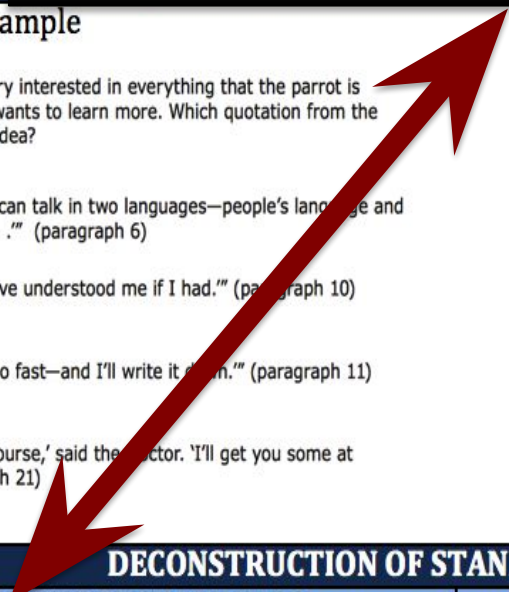 ample
ry interested in everything that the parrot is
wants to learn more. Which quotation from the
dea?
can talk in two languages—people's language and
.'” (paragraph 6)
ve understood me if I had.'” (paragraph 10)
o fast—and I'll write it down.'” (paragraph 11)
ourse,' said the doctor. 'I'll get you some at
h 21)
DECONSTRUCTION OF STAN